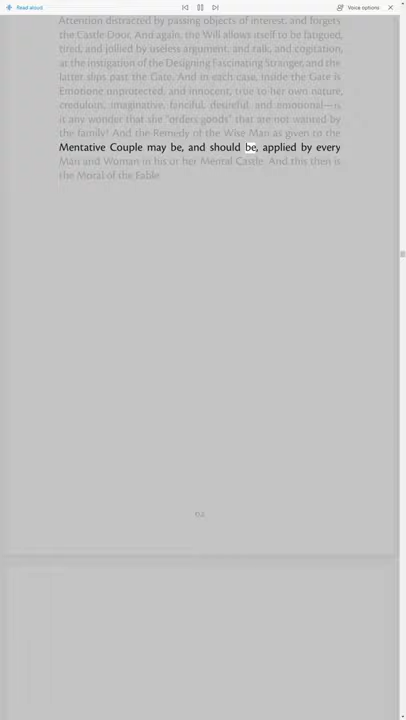 Read aloud
Voice options
Attention distracted by passing objects of interest, and forgets
the Castle Door. And again, the Will allows itself to be fatigued,
tired, and jollied by useless argument, and talk, and cogitation,
at the instigation of the Designing Fascinating Stranger, and the
latter slips past the Gate. And in each case, inside the Gate is
Emotione unprotected, and innocent, true to her own nature,
credulous, imaginative, fanciful, desireful, and emotional—is
it any wonder that she "orders goods" that are not wanted by
the family? And the Remedy of the Wise Man as given to the
Mentative Couple may be, and should be, applied by every
Man and Woman in his or her Mental Castle. And this then is
the Moral of the Fable.